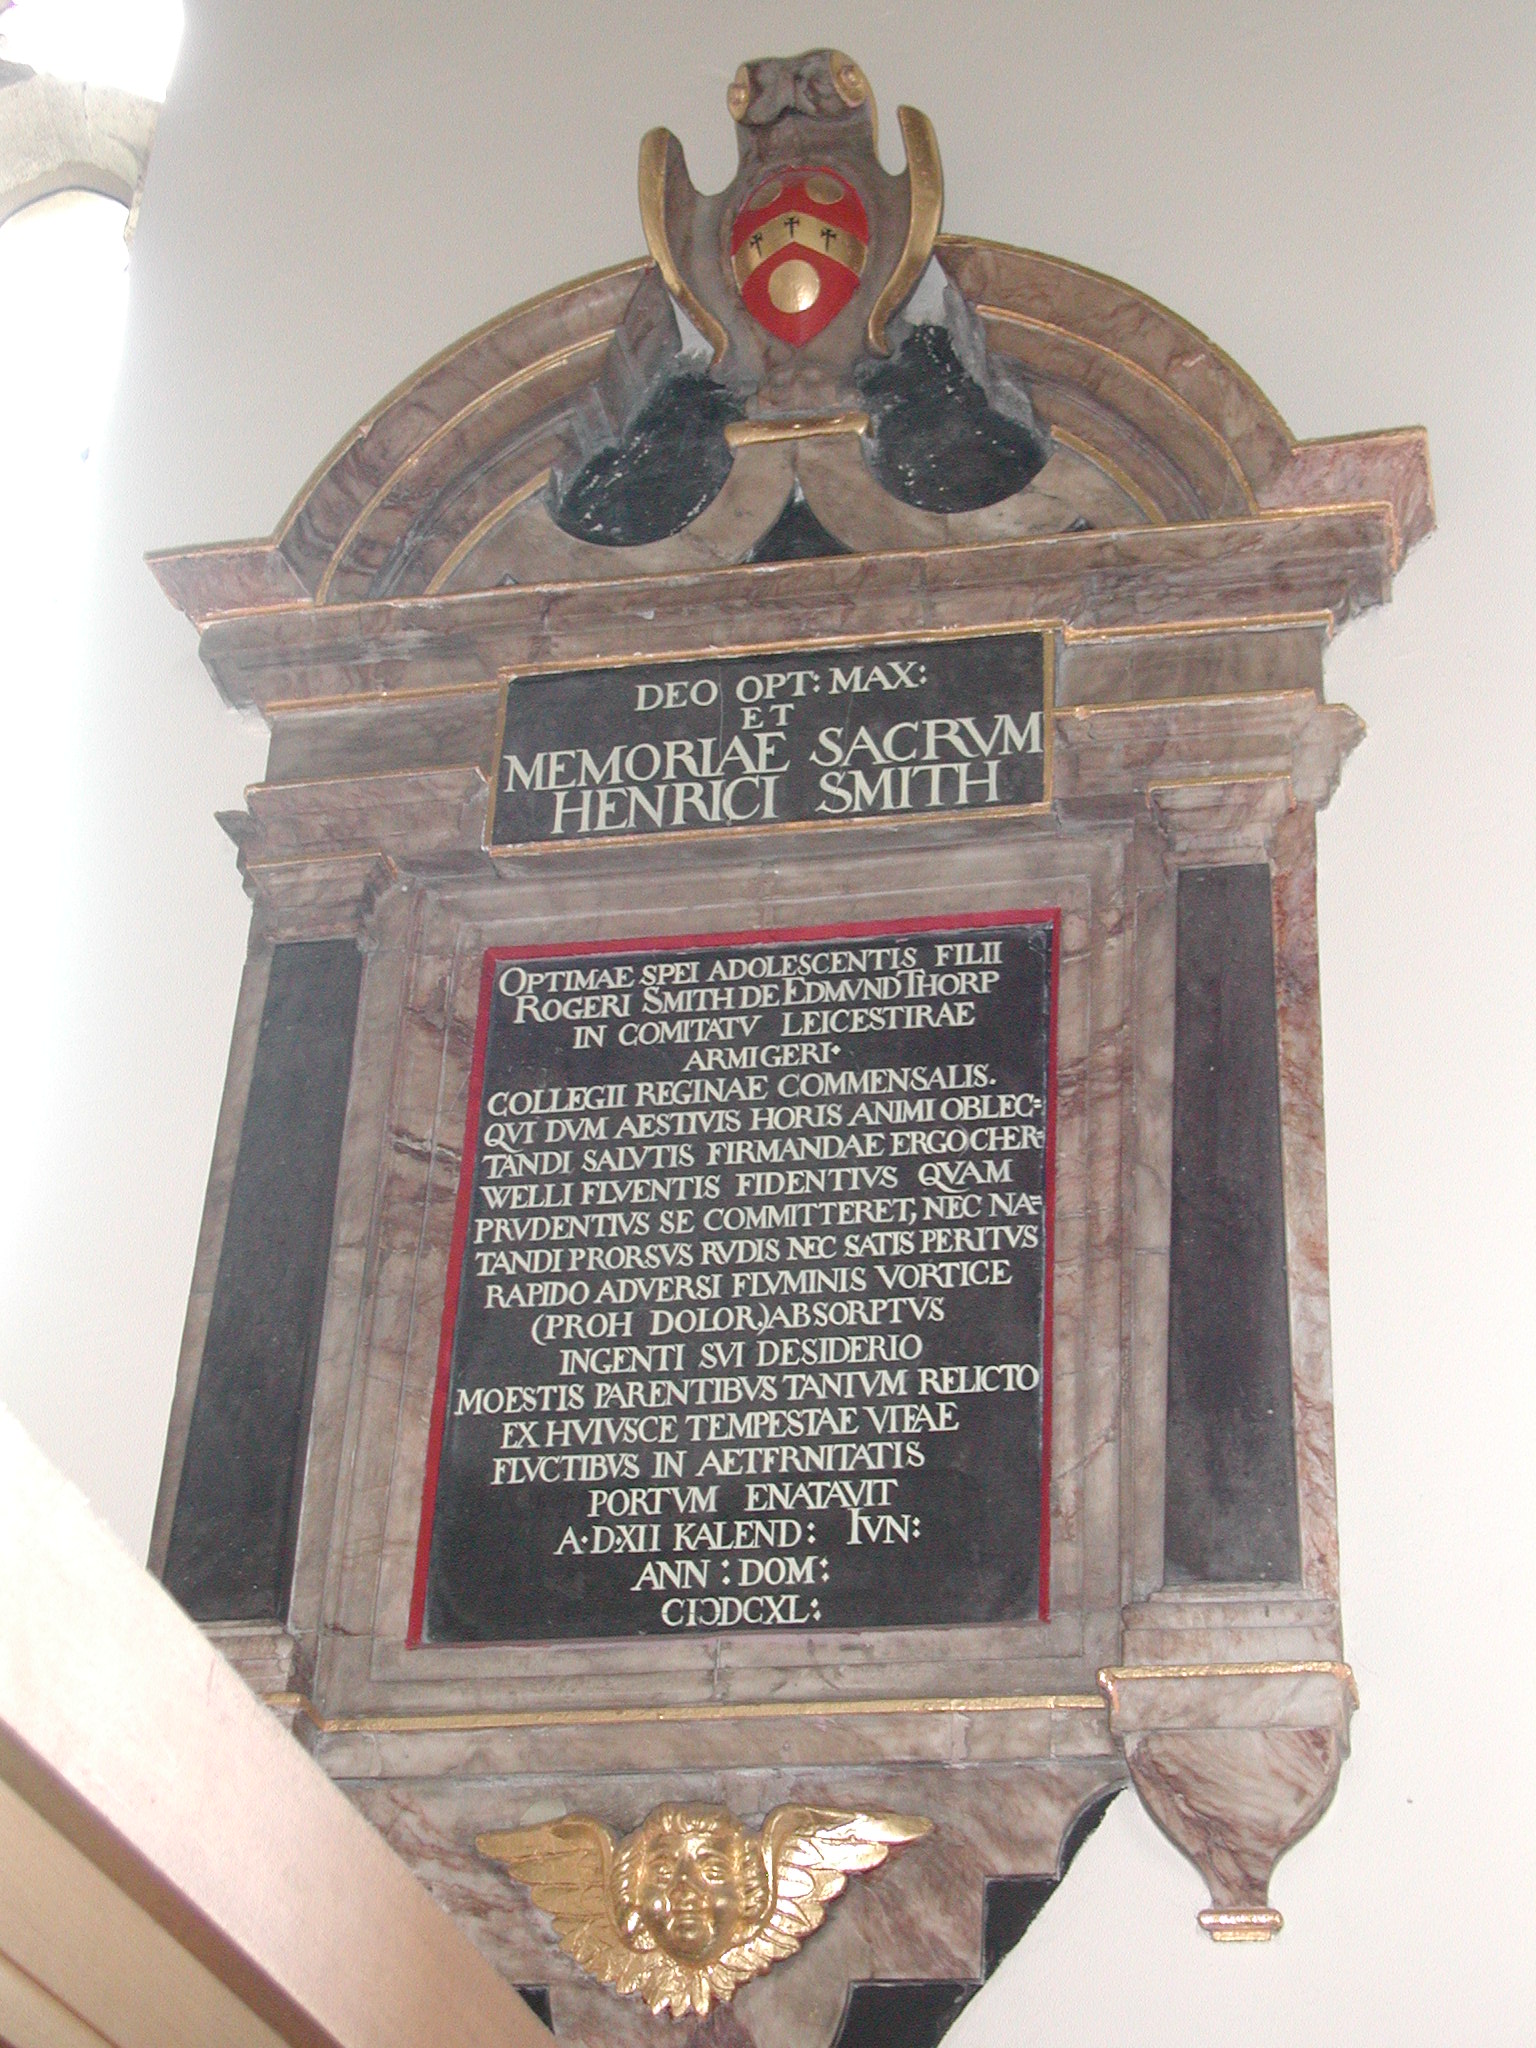 DEO OPT: MAX:
ET
MEMORIAE SACRVM
HENRICI SMITH
OPTIMAE SPEI ADOLESCENTIS FILII
ROGERI SMITH DE EDMVNDTHORP
IN COMITATV LEICESTIRAE
ARMIGERI·
COLLEGII REGINAE COMMENSALIS.
QVI DVM AESTIVIS HORIS ANIMI OBLEC=
TANDI SALVTIS FIRMANDAE ERGO CHER=
WELLI FLVENTIS FIDENTIVS QVAM
PRVDENTIVS SE COMMITTERET, NEC NA=
TANDI PRORSVS RVDIS NEC SATIS PERITVS
RAPIDO ADVERSI FLVMINIS VORTICE
(PROH DOLOR.) ABSORPTVS
INGENTI SVI DESIDERIO
MOESTIS PARENTIBVS TANTVM RELICTO
EX HVIVSCE TEMPESTAE VITAE
FLVCTIBVS IN AETFRNITATIS
PORTVM ENATAVIT
A·D·XII KALEND: IVN:
ANN: DOM:
CIƆDCXL: